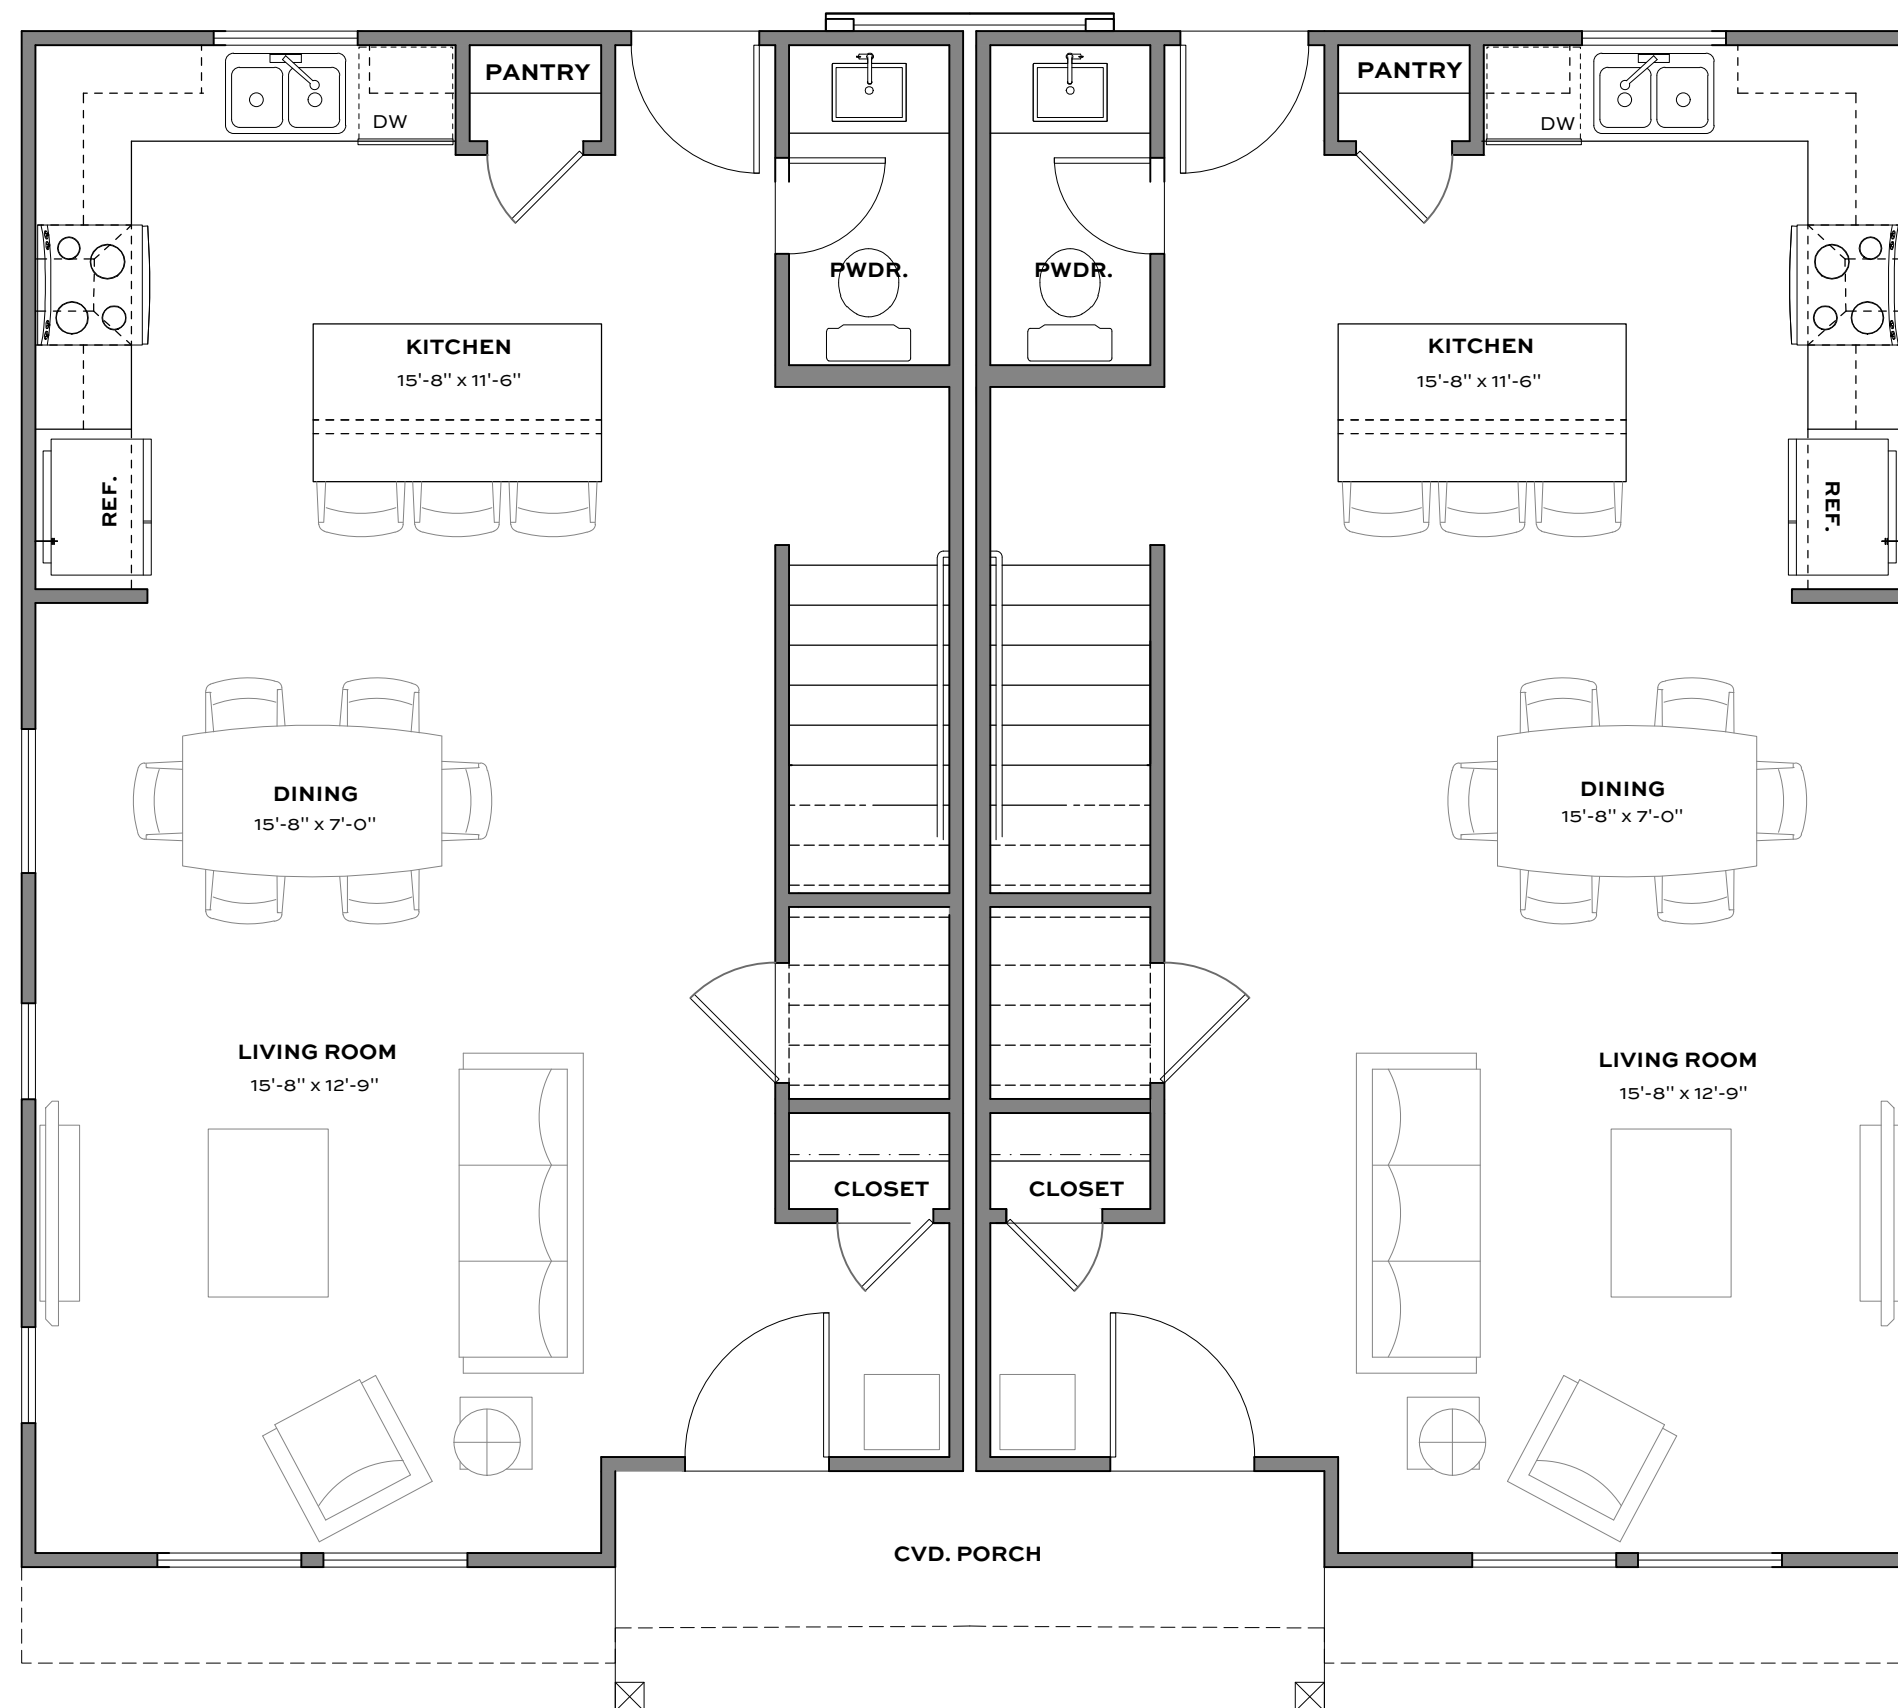 PANTRY
PANTRY
DW
DW
PWDR.
PWDR.
KITCHEN
15'-8" x 11'-6"
KITCHEN
15'-8" x 11'-6"
REF.
REF.
DINING
15'-8" x 7'-0"
DINING
15'-8" x 7'-0"
LIVING ROOM
15'-8" x 12'-9"
LIVING ROOM
15'-8" x 12'-9"
CLOSET
CLOSET
CVD. PORCH